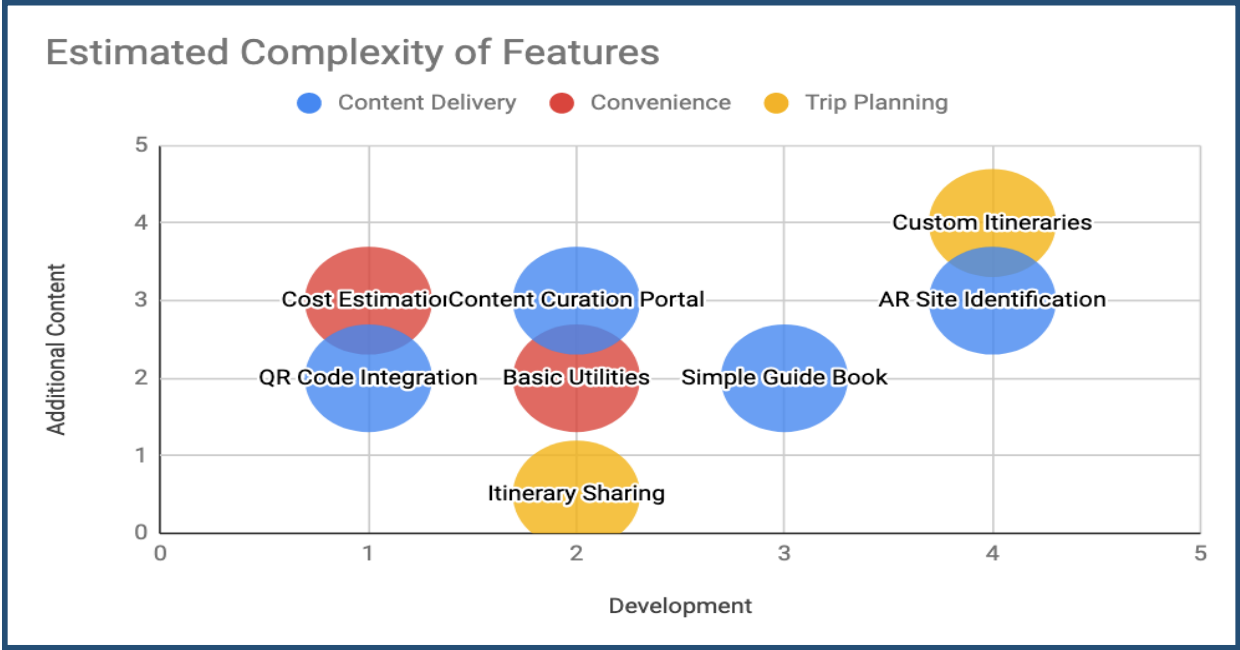 Estimated Complexity of Features
Content Delivery Convenience Trip Planning
5
4
3
2
1
0
Additional Content
Custom Itineraries
Cost Estimation Content Curation Portal AR Site Identification
QR Code Integration Basic Utilities Simple Guide Book
Itinerary Sharing
0 1 2 3 4 5
Development